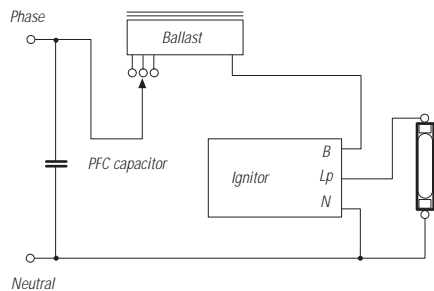 Phase
Ballast
PFC capacitor
Ignitor
B
Lp
N
Neutral